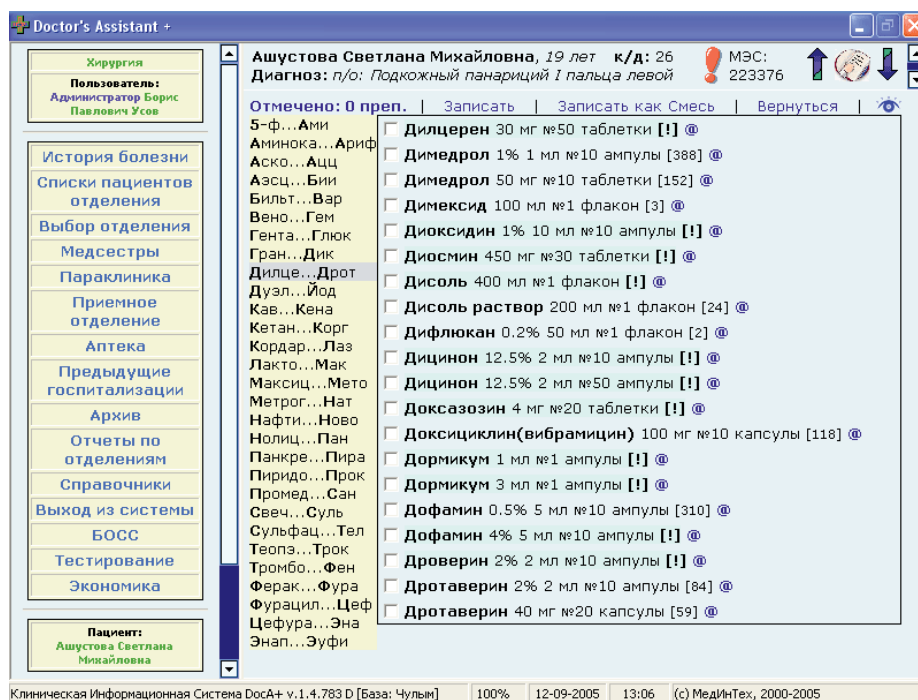 Doctor's Assistant +
Хирургия
Пользователь:
Администратор Борис
Павлович Усов
История болезни
Списки пациентов
отделения
Выбор отделения
Медсестры
Параклиника
Приемное
отделение
Аптека
Предыдущие
госпитализации
Архив
Отчеты по
отделениям
Справочники
Выход из системы
БОСС
Тестирование
Экономика
Пациент:
Ашустова Светлана
Михайловна
Ашустова Светлана Михайловна, 19 лет к/д: 26
Диагноз: п/о: Подкожный панариций I пальца левой
МЭС:
223376
Отмечено: 0 преп. | Записать | Записать как Смесь | Вернуться |
5-ф...Ами
Аминока...Ариф
Аско...Ацц
Аэсц...Бии
Бильт...Вар
Вено...Гем
Гента...Глюк
Гран...Дик
Дилце...Дрот
Дуэл...Йод
Кав...Кена
Кетан...Корг
Кордар...Лаз
Лакто...Мак
Максиц...Мето
Метрог...Нат
Нафти...Ново
Нолиц...Пан
Панкре...Пира
Пиридо...Прок
Промед...Сан
Свеч...Суль
Сульфац...Тел
Теопэ...Трок
Тромбо...Фен
Ферак...Фура
Фурацил...Цеф
Цефура...Эна
Энап...Эуфи
Дилцерен 30 мг №50 таблетки [!] @
Димедрол 1% 1 мл №10 ампулы [388] @
Димедрол 50 мг №10 таблетки [152] @
Димексид 100 мл №1 флакон [3] @
Диоксидин 1% 10 мл №10 ампулы [!] @
Диосмин 450 мг №30 таблетки [!] @
Дисоль 400 мл №1 флакон [!] @
Дисоль раствор 200 мл №1 флакон [24] @
Дифлюкан 0.2% 50 мл №1 флакон [2] @
Дицинон 12.5% 2 мл №10 ампулы [!] @
Дицинон 12.5% 2 мл №50 ампулы [!] @
Доксазозин 4 мг №20 таблетки [!] @
Доксициклин(вибрамицин) 100 мг №10 капсулы [118] @
Дормикум 1 мл №1 ампулы [!] @
Дормикум 3 мл №1 ампулы [!] @
Дофамин 0.5% 5 мл №10 ампулы [310] @
Дофамин 4% 5 мл №10 ампулы [!] @
Дроверин 2% 2 мл №10 ампулы [!] @
Дротаверин 2% 2 мл №10 ампулы [84] @
Дротаверин 40 мг №20 капсулы [59] @
Клиническая Информационная Система DocA+ v.1.4.783 D [База: Чулым] 100% 12-09-2005 13:06 (c) МедИнТех, 2000-2005